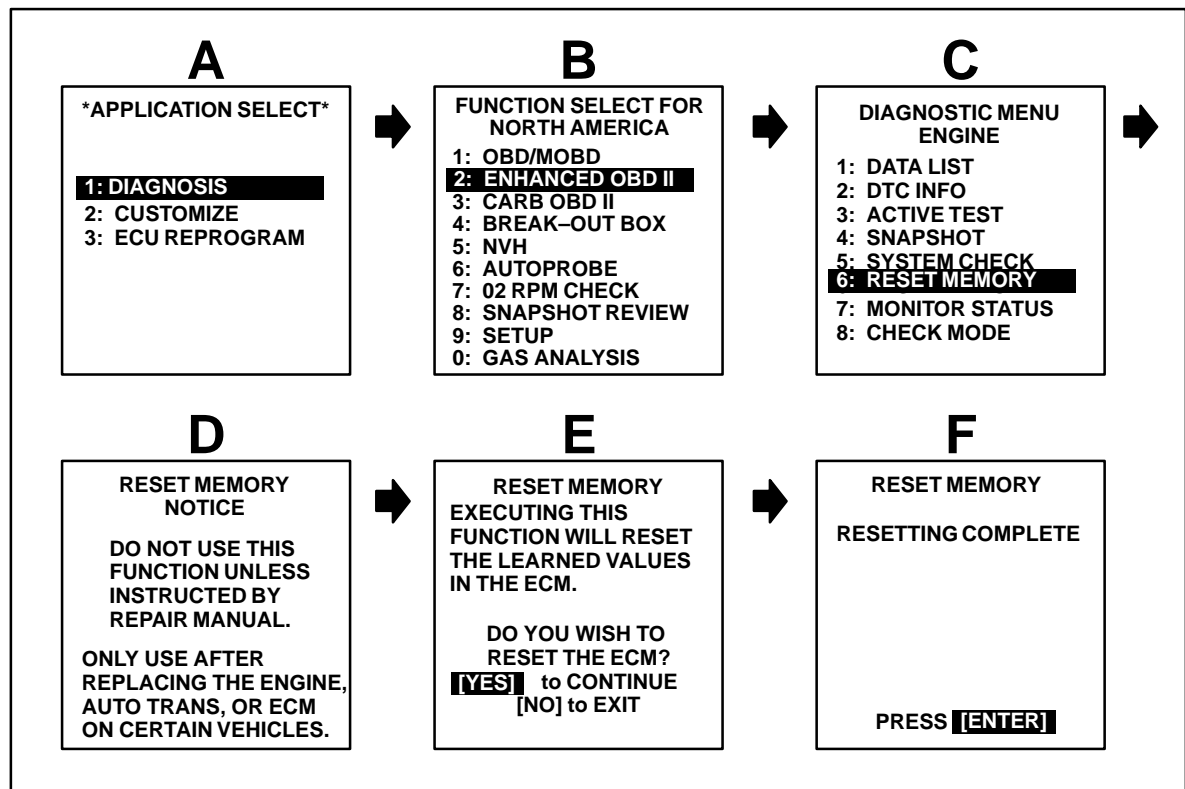 A
*APPLICATION SELECT*
1: DIAGNOSIS
2: CUSTOMIZE
3: ECU REPROGRAM
B
FUNCTION SELECT FOR
NORTH AMERICA
1: OBD/MOBD
2: ENHANCED OBD II
3: CARB OBD II
4: BREAK–OUT BOX
5: NVH
6: AUTOPROBE
7: 02 RPM CHECK
8: SNAPSHOT REVIEW
9: SETUP
0: GAS ANALYSIS
C
DIAGNOSTIC MENU
ENGINE
1: DATA LIST
2: DTC INFO
3: ACTIVE TEST
4: SNAPSHOT
5: SYSTEM CHECK
6: RESET MEMORY
7: MONITOR STATUS
8: CHECK MODE
D
RESET MEMORY
NOTICE
DO NOT USE THIS
FUNCTION UNLESS
INSTRUCTED BY
REPAIR MANUAL.
ONLY USE AFTER
REPLACING THE ENGINE,
AUTO TRANS, OR ECM
ON CERTAIN VEHICLES.
E
RESET MEMORY
EXECUTING THIS
FUNCTION WILL RESET
THE LEARNED VALUES
IN THE ECM.
DO YOU WISH TO
RESET THE ECM?
[YES] to CONTINUE
[NO] to EXIT
F
RESET MEMORY
RESETTING COMPLETE
PRESS [ENTER]